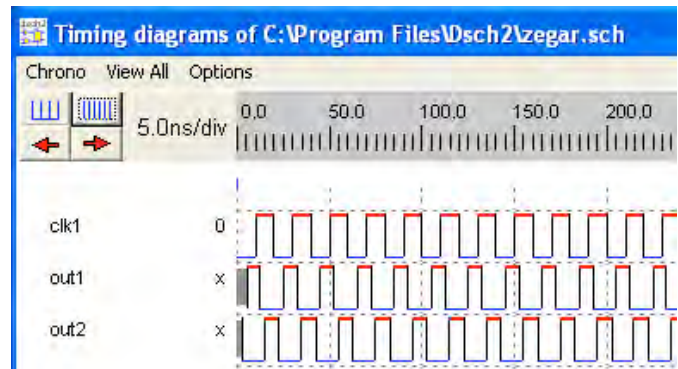 Timing diagrams of C:\Program Files\Dsch2\zegar.sch
Chrono View All Options
5.0ns/div 0.0 50.0 100.0 150.0 200.0
clk1 0
out1 x
out2 x